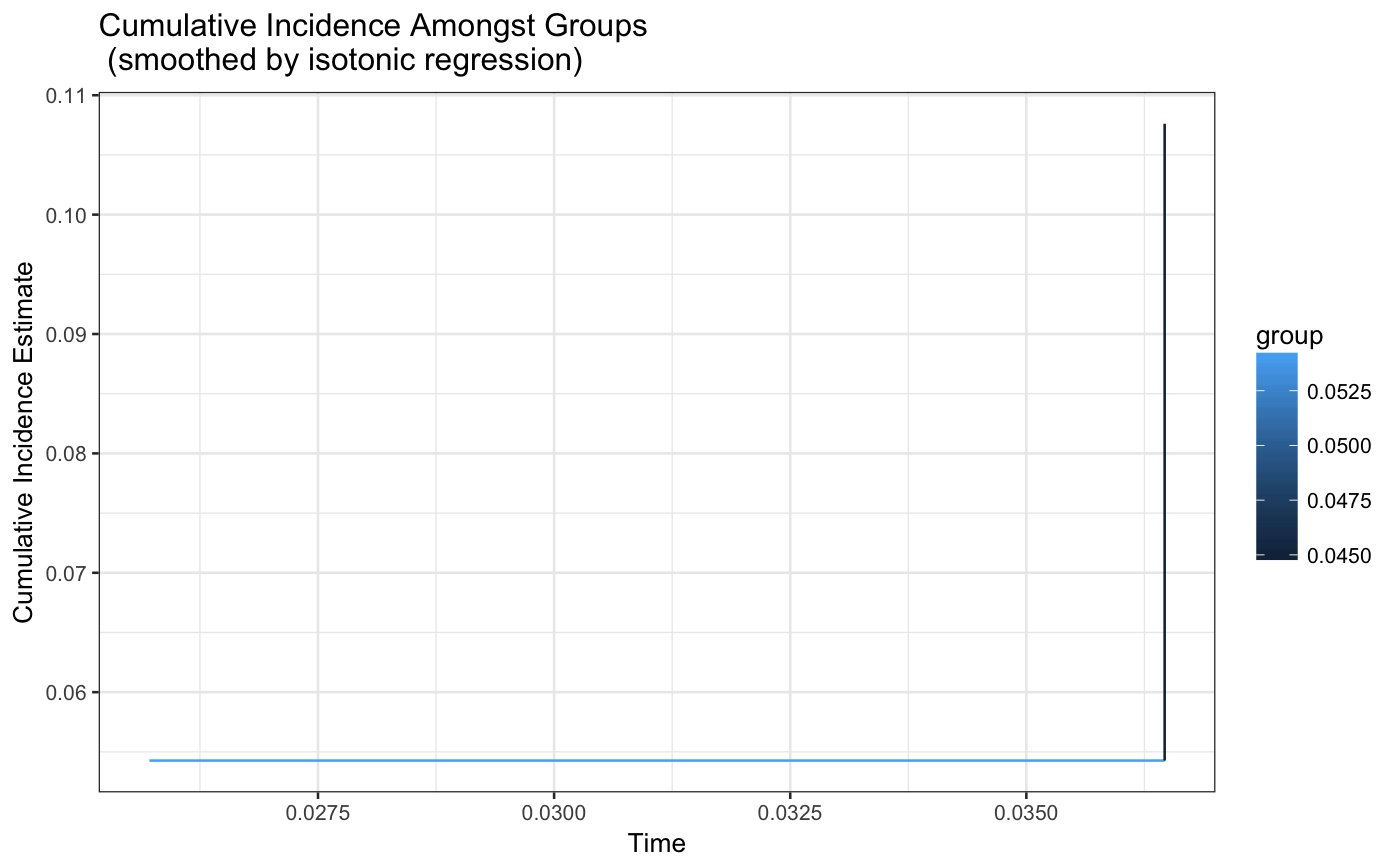 Cumulative Incidence Amongst Groups
(smoothed by isotonic regression)
0.11
0.10
0.09
0.08
0.07
0.06
Cumulative Incidence Estimate
0.0275 0.0300 0.0325 0.0350
Time
group
0.0525
0.0500
0.0475
0.0450